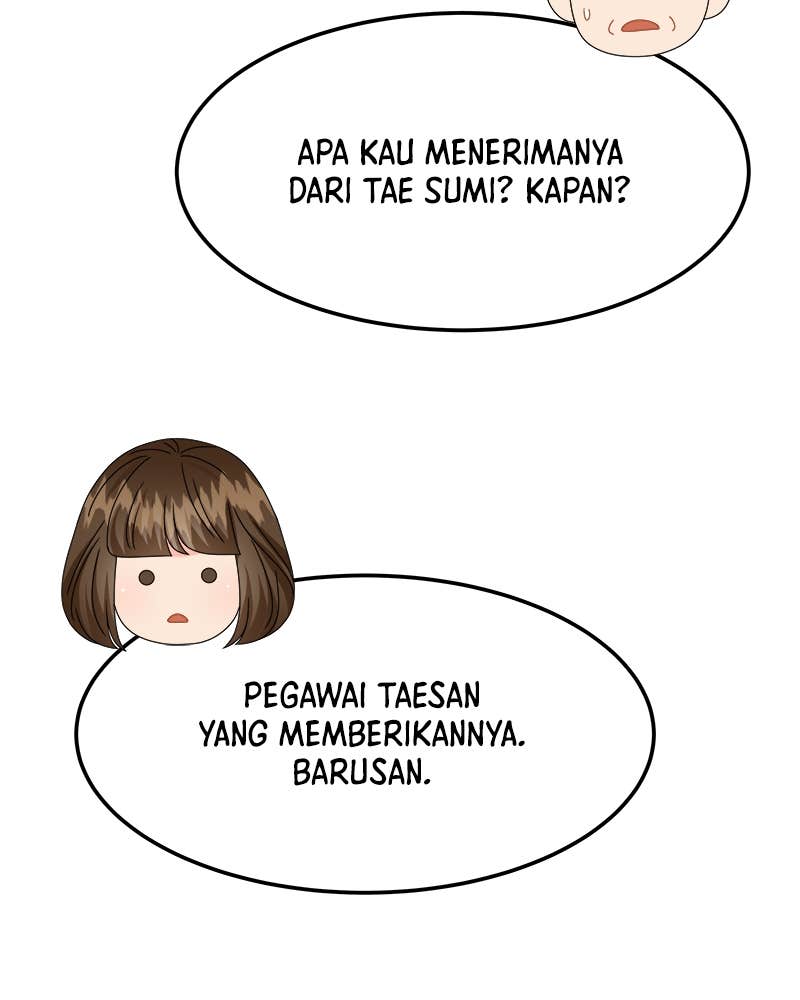 APA KAU MENERIMANYA
DARI TAE SUMI? KAPAN?
PEGAWAI TAESAN
YANG MEMBERIKANNYA.
BARUSAN.